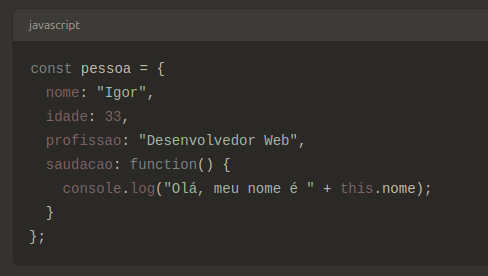 javascript
const pessoa = {
  nome: "Igor",
  idade: 33,
  profissao: "Desenvolvedor Web",
  saudacao: function() {
    console.log("Olá, meu nome é " + this.nome);
  }
};